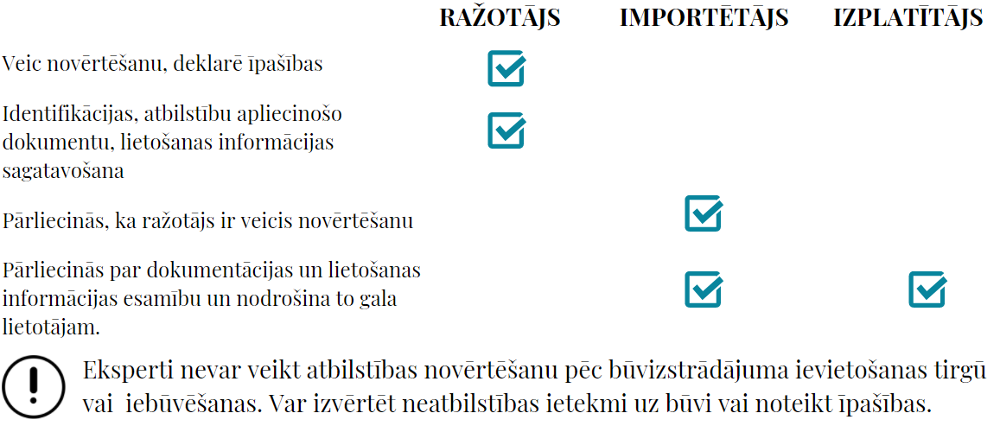 RAŽOTĀJS IMPORTĒTĀJS IZPLATĪTĀJS
Veic novērtēšanu, deklarē īpašības
Identifikācijas, atbilstību apliecinošo
dokumentu, lietošanas informācijas
sagatavošana
Pārliecinās, ka ražotājs ir veicis novērtēšanu
Pārliecinās par dokumentācijas un lietošanas
informācijas esamību un nodrošina to gala
lietotājam.
Eksperti nevar veikt atbilstības novērtēšanu pēc būvizstrādājuma ievietošanas tirgū
vai iebūvēšanas. Var izvērtēt neatbilstības ietekmi uz būvi vai noteikt īpašības.